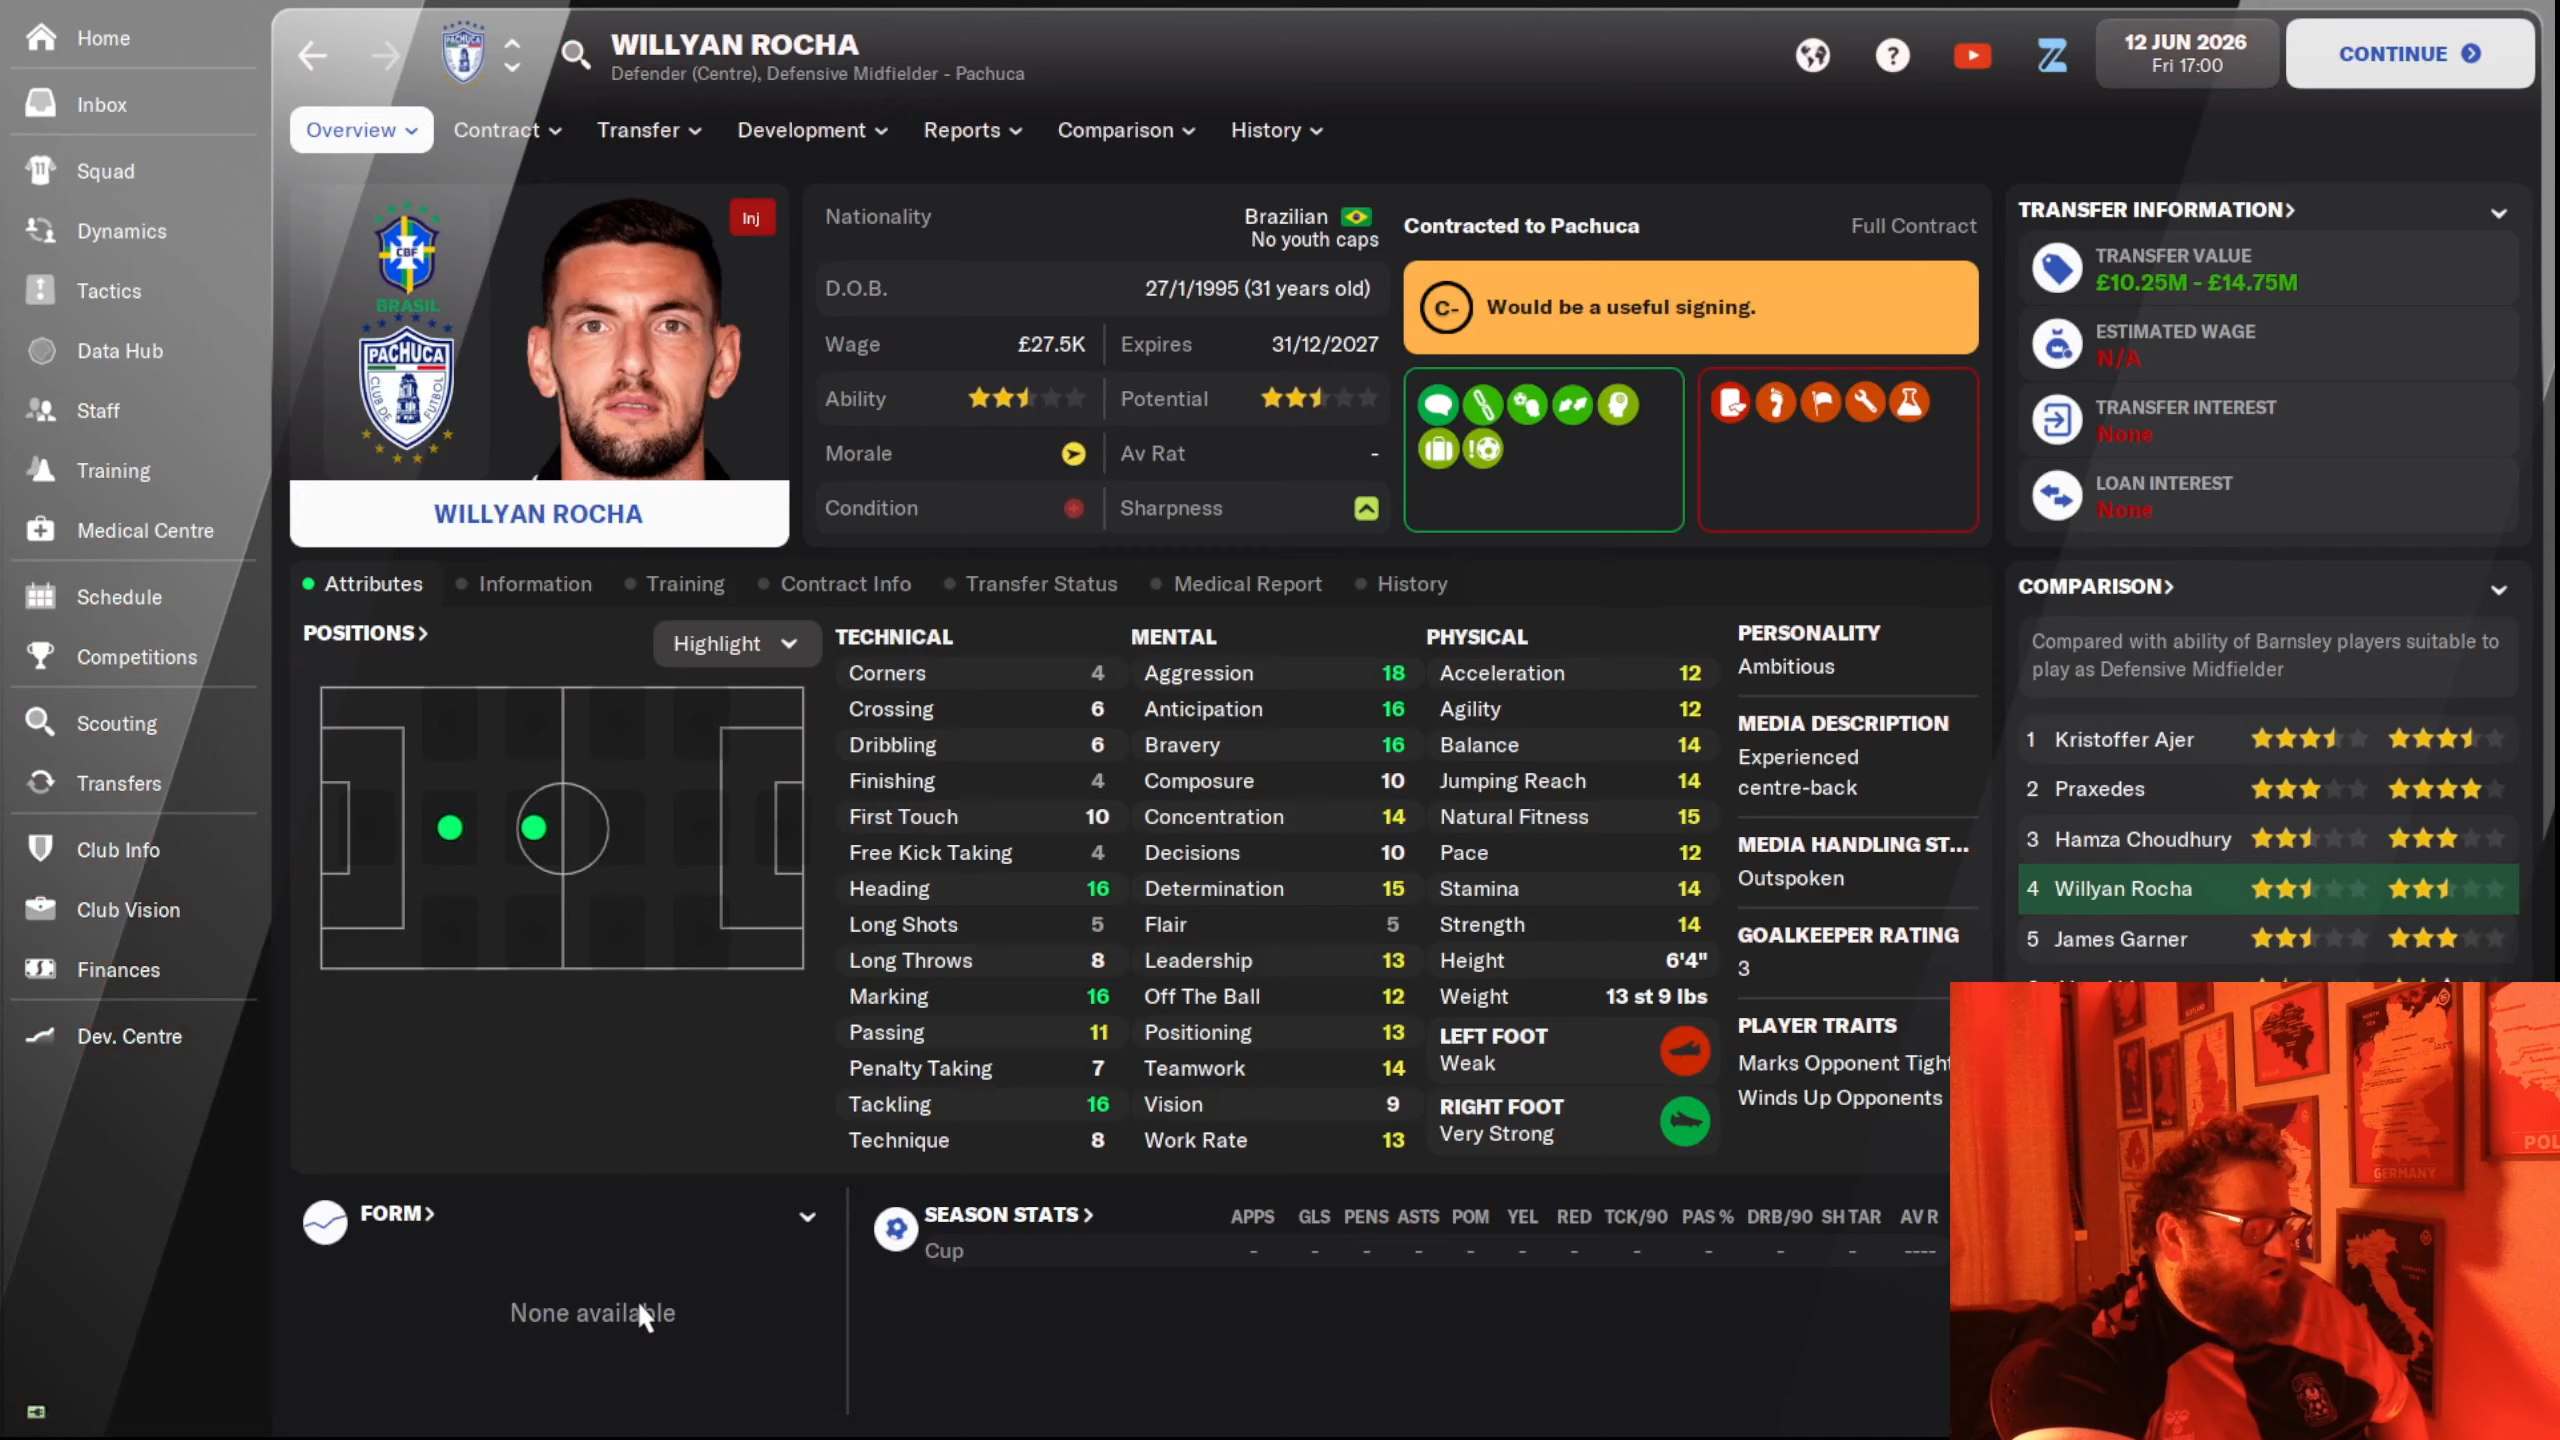 Home
Inbox
Squad
Dynamics
Tactics
Data Hub
Staff
Training
Medical Centre
Schedule
Competitions
Scouting
Transfers
Club Info
Club Vision
Finances
Dev. Centre
WILLYAN ROCHA
Defender (Centre), Defensive Midfielder - Pachuca
12 JUN 2026
Fri 17:00
CONTINUE
Overview
Contract
Transfer
Development
Reports
Comparison
History
CBF
BRASIL
PACHUCA
CLUB DE FUTBOL
Inj
WILLYAN ROCHA
Nationality Brazilian
No youth caps
D.O.B. 27/1/1995 (31 years old)
Wage £27.5K Expires 31/12/2027
Ability Potential
Morale Av Rat -
Condition Sharpness
Contracted to Pachuca Full Contract
C- Would be a useful signing.
TRANSFER INFORMATION>
TRANSFER VALUE
£10.25M - £14.75M
ESTIMATED WAGE
N/A
TRANSFER INTEREST
None
LOAN INTEREST
None
Attributes
Information
Training
Contract Info
Transfer Status
Medical Report
History
POSITIONS>
Highlight
TECHNICAL
Corners 4
Crossing 6
Dribbling 6
Finishing 4
First Touch 10
Free Kick Taking 4
Heading 16
Long Shots 5
Long Throws 8
Marking 16
Passing 11
Penalty Taking 7
Tackling 16
Technique 8
MENTAL
Aggression 18
Anticipation 16
Bravery 16
Composure 10
Concentration 14
Decisions 10
Determination 15
Flair 5
Leadership 13
Off The Ball 12
Positioning 13
Teamwork 14
Vision 9
Work Rate 13
PHYSICAL
Acceleration 12
Agility 12
Balance 14
Jumping Reach 14
Natural Fitness 15
Pace 12
Stamina 14
Strength 14
Height 6'4"
Weight 13 st 9 lbs
LEFT FOOT
Weak
RIGHT FOOT
Very Strong
PERSONALITY
Ambitious
MEDIA DESCRIPTION
Experienced
centre-back
MEDIA HANDLING ST...
Outspoken
GOALKEEPER RATING
3
PLAYER TRAITS
Marks Opponent Tight
Winds Up Opponents
COMPARISON>
Compared with ability of Barnsley players suitable to
play as Defensive Midfielder
1 Kristoffer Ajer
2 Praxedes
3 Hamza Choudhury
4 Willyan Rocha
5 James Garner
FORM>
None available
SEASON STATS > APPS GLS PENS ASTS POM YEL RED TCK/90 PAS % DRB/90 SH TAR AV R
Cup - - - - - - - - - - - ----
GERMANY
POL